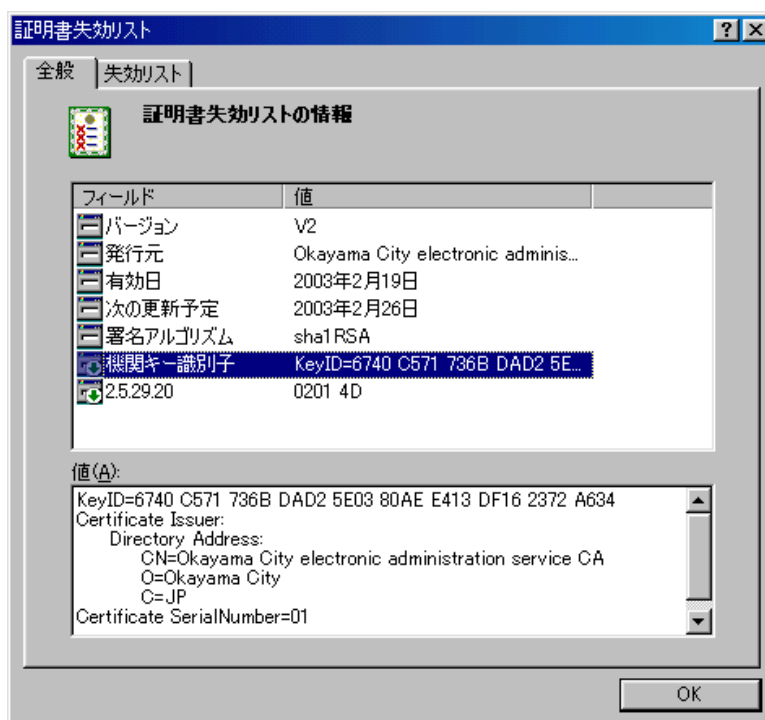 証明書失効リスト
全般 失効リスト
証明書失効リストの情報
フィールド 値
バージョン V2
発行元 Okayama City electronic adminis...
有効日 2003年2月19日
次の更新予定 2003年2月26日
署名アルゴリズム sha1RSA
機関キー識別子 KeyID=6740 C571 736B DAD2 5E...
2.5.29.20 0201 4D
値(A):
KeyID=6740 C571 736B DAD2 5E03 80AE E413 DF16 2372 A634
Certificate Issuer:
Directory Address:
CN=Okayama City electronic administration service CA
O=Okayama City
C=JP
Certificate SerialNumber=01
OK